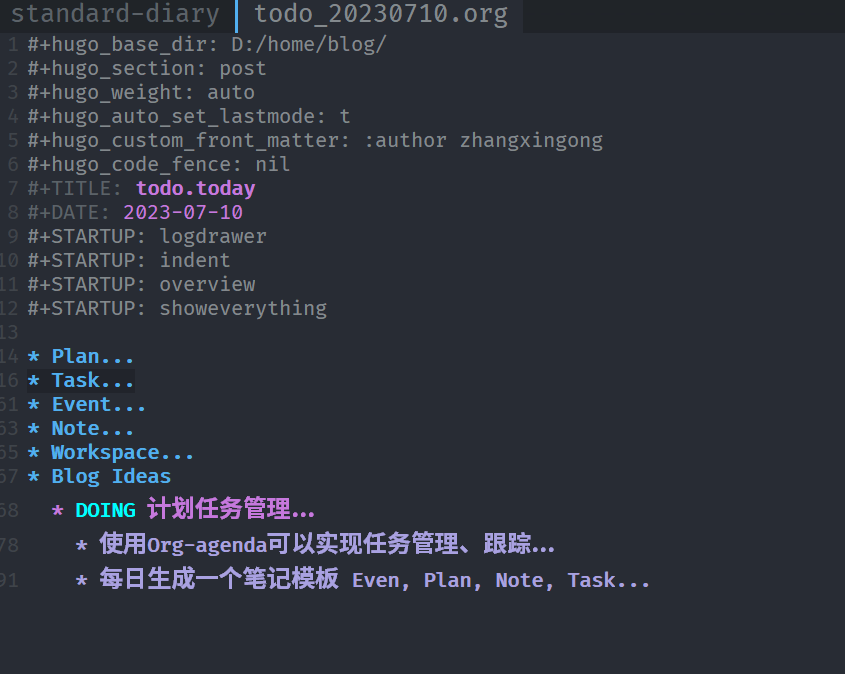 standard-diary todo_20230710.org
1 #+hugo_base_dir: D:/home/blog/
2 #+hugo_section: post
3 #+hugo_weight: auto
4 #+hugo_auto_set_lastmode: t
5 #+hugo_custom_front_matter: :author zhangxingong
6 #+hugo_code_fence: nil
7 #+TITLE: todo.today
8 #+DATE: 2023-07-10
9 #+STARTUP: logdrawer
10 #+STARTUP: indent
11 #+STARTUP: overview
12 #+STARTUP: showeverything
13
14 * Plan...
16 * Task...
61 * Event...
63 * Note...
65 * Workspace...
67 * Blog Ideas
68 * DOING 计划任务管理...
78 * 使用Org-agenda可以实现任务管理、跟踪...
91 * 每日生成一个笔记模板 Even, Plan, Note, Task...